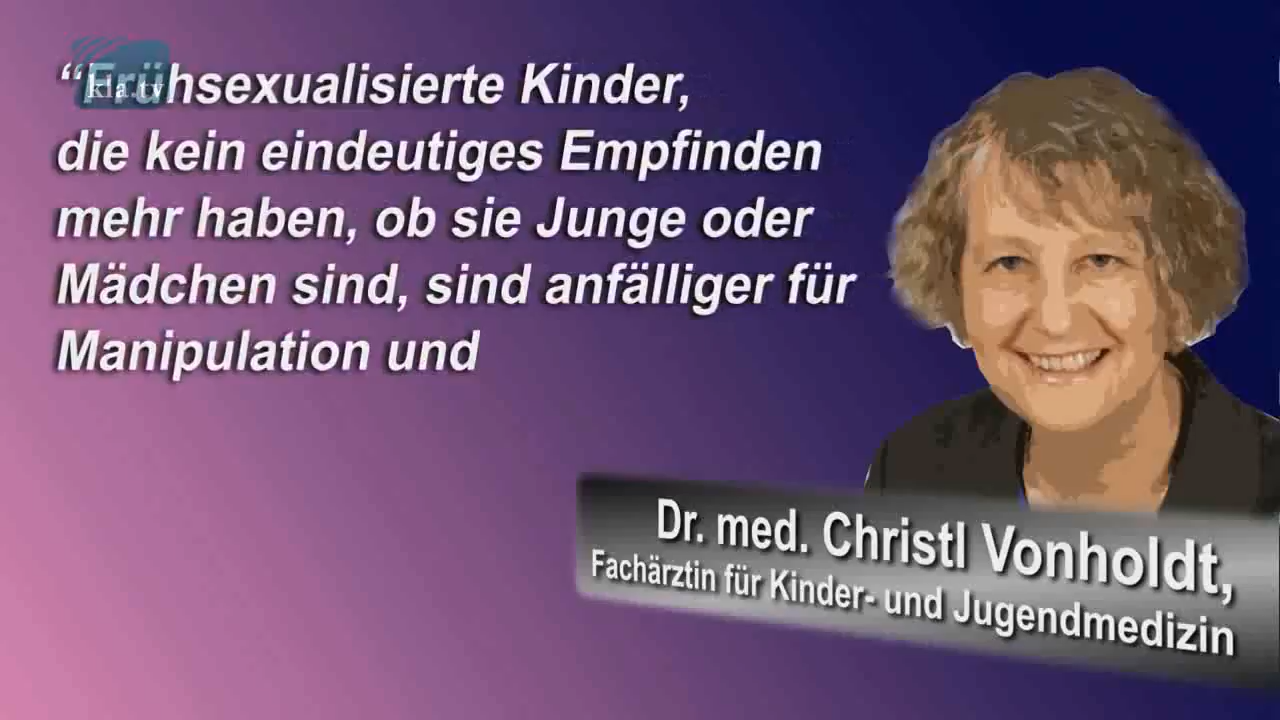 kla.tv
“Frühsexualisierte Kinder,
die kein eindeutiges Empfinden
mehr haben, ob sie Junge oder
Mädchen sind, sind anfälliger für
Manipulation und
Dr. med. Christl Vonholdt,
Fachärztin für Kinder- und Jugendmedizin